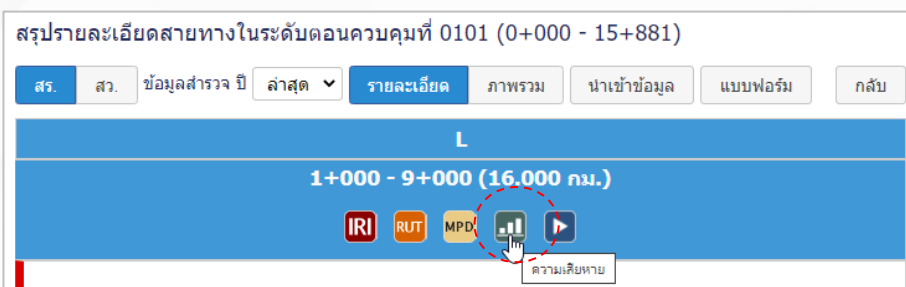 สรุปรายละเอียดสายทางในระดับตอนควบคุมที่ 0101 (0+000 - 15+881)
สร. สว. ข้อมูลสำรวจ ปี ล่าสุด รายละเอียด ภาพรวม นำเข้าข้อมูล แบบฟอร์ม กลับ
L
1+000 - 9+000 (16.000 กม.)
IRI RUT MPD
ความเสียหาย